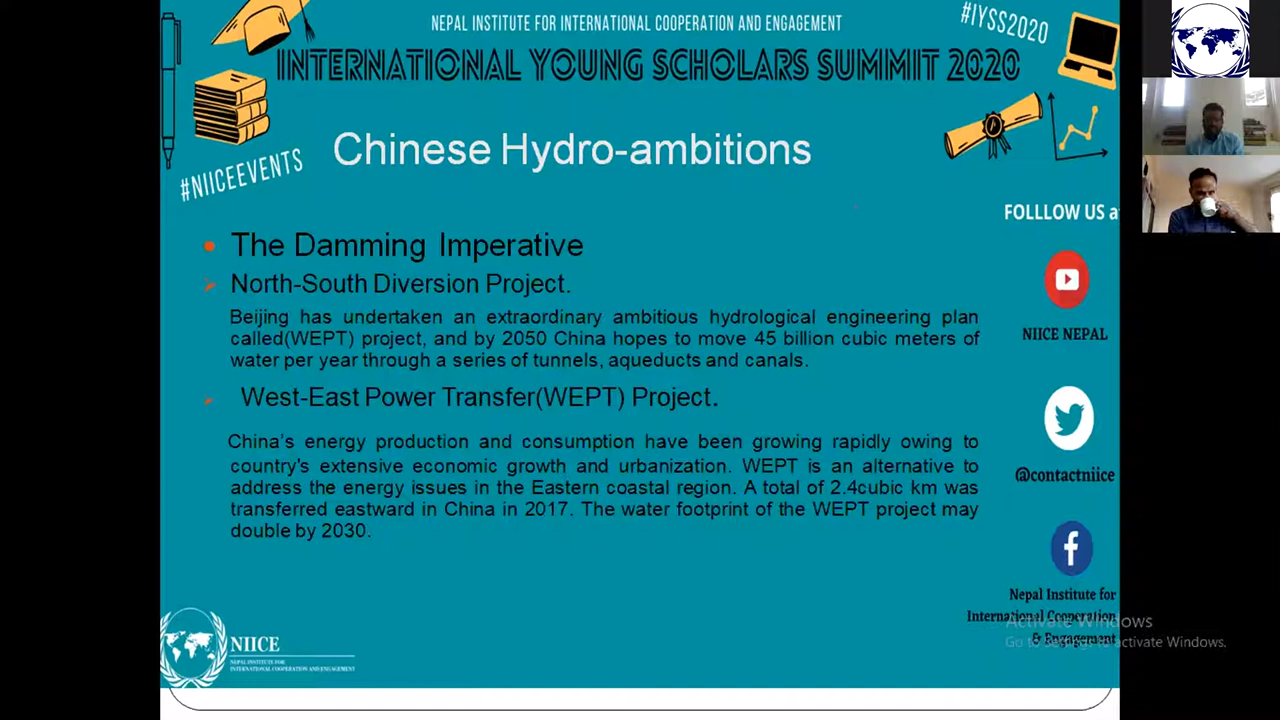 NEPAL INSTITUTE FOR INTERNATIONAL COOPERATION AND ENGAGEMENT
#IYSS2020
INTERNATIONAL YOUNG SCHOLARS SUMMIT 2020
#NIICEEVENTS
Chinese Hydro-ambitions
FOLLLOW US a
The Damming Imperative
North-South Diversion Project.
Beijing has undertaken an extraordinary ambitious hydrological engineering plan
called(WEPT) project, and by 2050 China hopes to move 45 billion cubic meters of
water per year through a series of tunnels, aqueducts and canals.
West-East Power Transfer(WEPT) Project.
China's energy production and consumption have been growing rapidly owing to
country's extensive economic growth and urbanization. WEPT is an alternative to
address the energy issues in the Eastern coastal region. A total of 2.4cubic km was
transferred eastward in China in 2017. The water footprint of the WEPT project may
double by 2030.
NIICE NEPAL
@contactniice
Nepal Institute for
International Cooperation
& Engagement
Activate Windows
Go to Settings to activate Windows.
NIICE
NEPAL INSTITUTE FOR
INTERNATIONAL COOPERATION AND ENGAGEMENT